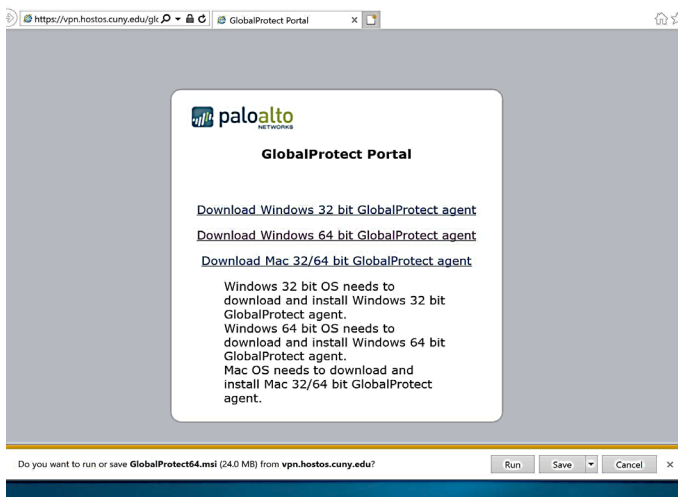 https://vpn.hostos.cuny.edu/glc
GlobalProtect Portal
paloalto
NETWORKS
GlobalProtect Portal
Download Windows 32 bit GlobalProtect agent
Download Windows 64 bit GlobalProtect agent
Download Mac 32/64 bit GlobalProtect agent
Windows 32 bit OS needs to
download and install Windows 32 bit
GlobalProtect agent.
Windows 64 bit OS needs to
download and install Windows 64 bit
GlobalProtect agent.
Mac OS needs to download and
install Mac 32/64 bit GlobalProtect
agent.
Do you want to run or save GlobalProtect64.msi (24.0 MB) from vpn.hostos.cuny.edu?
Run
Save
Cancel